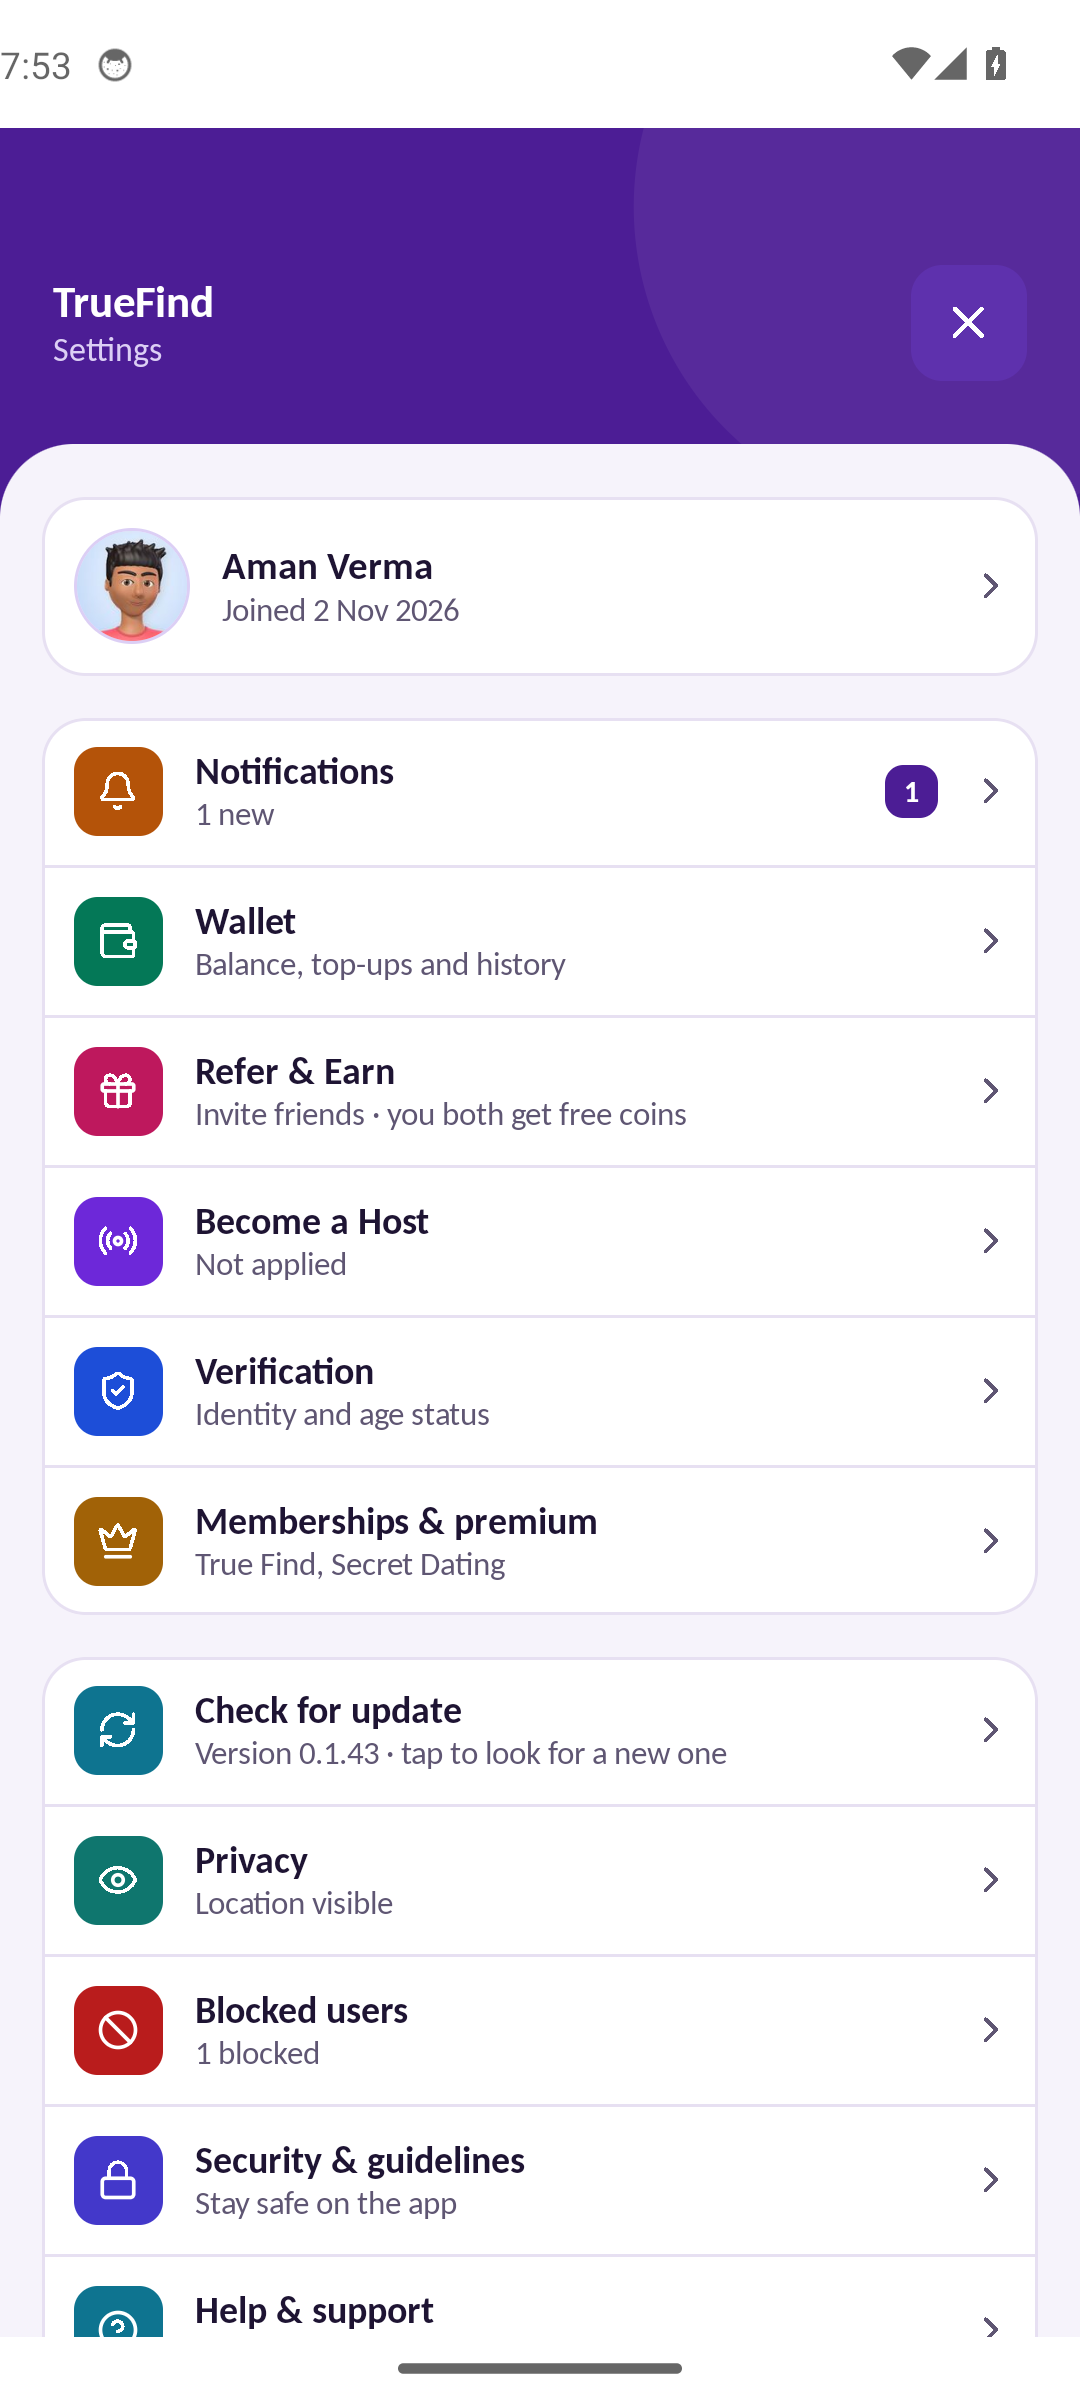 7:53
TrueFind
Settings
Aman Verma
Joined 2 Nov 2026
Notifications
1 new
1
Wallet
Balance, top-ups and history
Refer & Earn
Invite friends · you both get free coins
Become a Host
Not applied
Verification
Identity and age status
Memberships & premium
True Find, Secret Dating
Check for update
Version 0.1.43 · tap to look for a new one
Privacy
Location visible
Blocked users
1 blocked
Security & guidelines
Stay safe on the app
Help & support